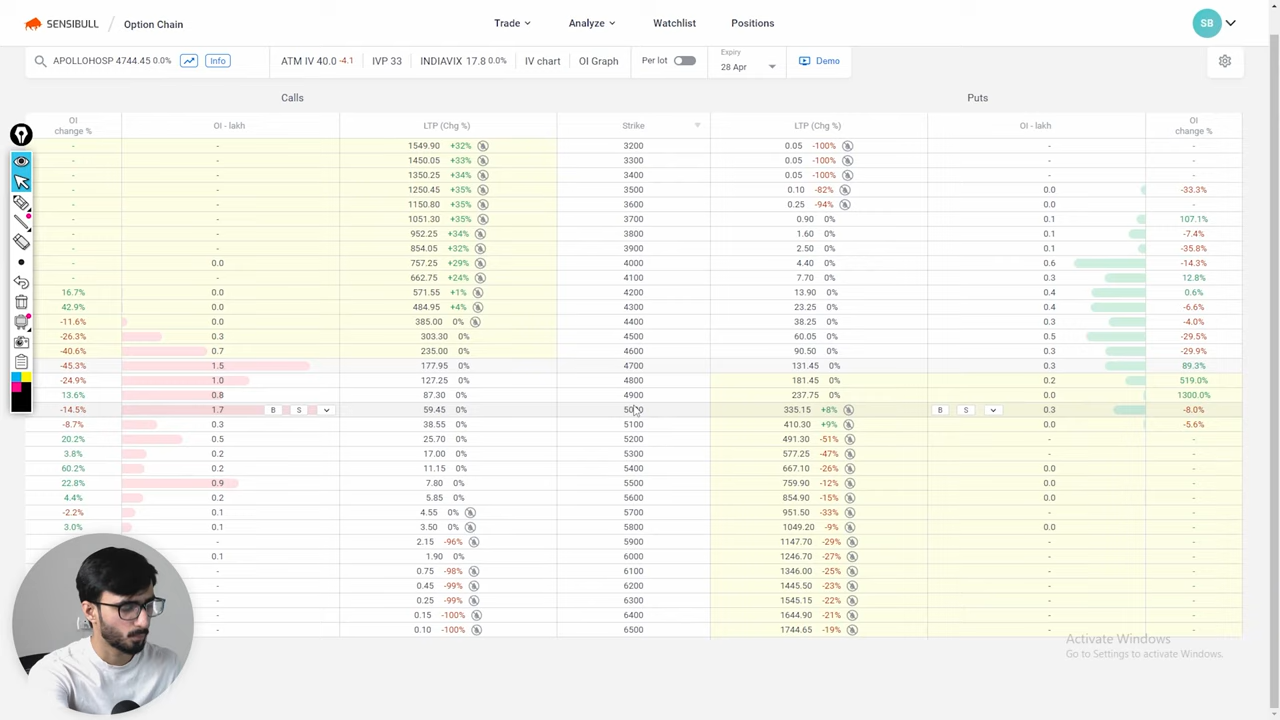 SENSIBULL / Option Chain Trade Analyze Watchlist Positions SB
APOLLOHOSP 4744.45 0.0% Info ATM IV 40.0 -4.1 IVP 33 INDIAVIX 17.8 0.0% IV chart OI Graph Per lot Expiry 28 Apr Demo
Calls Puts
OI change % OI - lakh LTP (Chg %) Strike LTP (Chg %) OI - lakh OI change %
- - 1549.90 +32% 3200 0.05 -100% - -
- - 1450.05 +33% 3300 0.05 -100% - -
- - 1350.25 +34% 3400 0.05 -100% - -
- - 1250.45 +35% 3500 0.10 -82% 0.0 -33.3%
- - 1150.80 +35% 3600 0.25 -94% 0.0 -
- - 1051.30 +35% 3700 0.90 0% 0.1 107.1%
- - 952.25 +34% 3800 1.60 0% 0.1 -7.4%
- - 854.05 +32% 3900 2.50 0% 0.1 -35.8%
- 0.0 757.25 +29% 4000 4.40 0% 0.6 -14.3%
- - 662.75 +24% 4100 7.70 0% 0.3 12.8%
16.7% 0.0 571.55 +1% 4200 13.90 0% 0.4 0.6%
42.9% 0.0 484.95 +4% 4300 23.25 0% 0.4 -6.6%
-11.6% 0.0 385.00 0% 4400 38.25 0% 0.3 -4.0%
-26.3% 0.3 303.30 0% 4500 60.05 0% 0.5 -29.5%
-40.6% 0.7 235.00 0% 4600 90.50 0% 0.3 -29.9%
-45.3% 1.5 177.95 0% 4700 131.45 0% 0.3 89.3%
-24.9% 1.0 127.25 0% 4800 181.45 0% 0.2 519.0%
13.6% 0.8 87.30 0% 4900 237.75 0% 0.0 1300.0%
-14.5% 1.7 B S 59.45 0% 5000 335.15 +8% B S 0.3 -8.0%
-8.7% 0.3 38.55 0% 5100 410.30 +9% 0.0 -5.6%
20.2% 0.5 25.70 0% 5200 491.30 -51% - -
3.8% 0.2 17.00 0% 5300 577.25 -47% - -
60.2% 0.2 11.15 0% 5400 667.10 -26% 0.0 -
22.8% 0.9 7.80 0% 5500 759.90 -12% 0.0 -
4.4% 0.2 5.85 0% 5600 854.90 -15% 0.0 -
-2.2% 0.1 4.55 0% 5700 951.50 -33% - -
3.0% 0.1 3.50 0% 5800 1049.20 -9% 0.0 -
- 2.15 -96% 5900 1147.70 -29% - -
0.1 1.90 0% 6000 1246.70 -27% - -
- 0.75 -98% 6100 1346.00 -25% - -
- 0.45 -99% 6200 1445.50 -23% - -
- 0.25 -99% 6300 1545.15 -22% - -
- 0.15 -100% 6400 1644.90 -21% - -
- 0.10 -100% 6500 1744.65 -19% - -
Activate Windows
Go to Settings to activate Windows.